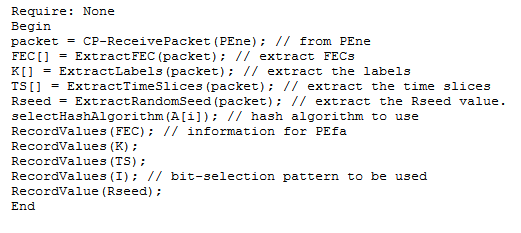 Require: None
Begin
packet = CP-ReceivePacket(PEne); // from PEne
FEC[] = ExtractFEC(packet); // extract FECs
K[] = ExtractLabels(packet); // extract the labels
TS[] = ExtractTimeSlices(packet); // extract the time slices
Rseed = ExtractRandomSeed(packet); // extract the Rseed value.
selectHashAlgorithm(A[i]); // hash algorithm to use
RecordValues(FEC); // information for PEfa
RecordValues(K);
RecordValues(TS);
RecordValues(I); // bit-selection pattern to be used
RecordValue(Rseed);
End